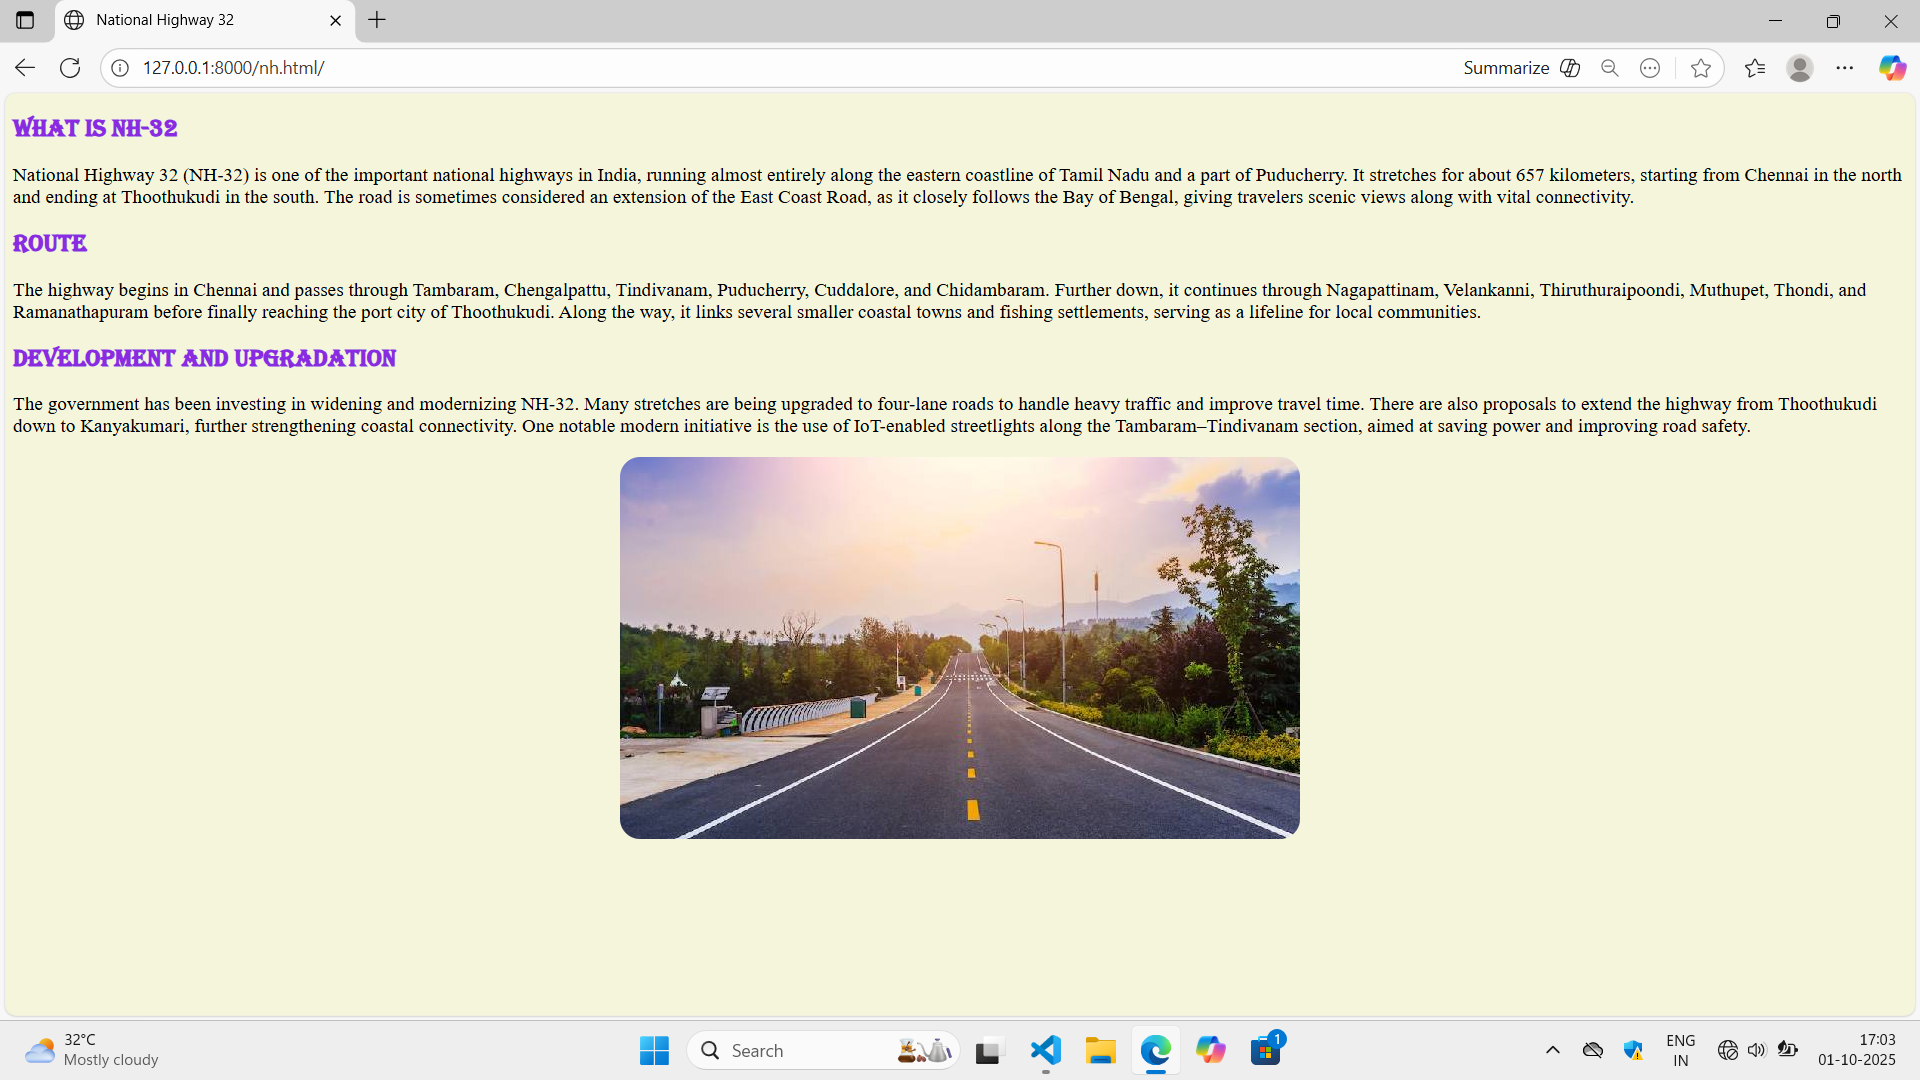 National Highway 32
127.0.0.1:8000/nh.html/
Summarize
WHAT IS NH-32
National Highway 32 (NH-32) is one of the important national highways in India, running almost entirely along the eastern coastline of Tamil Nadu and a part of Puducherry. It stretches for about 657 kilometers, starting from Chennai in the north
and ending at Thoothukudi in the south. The road is sometimes considered an extension of the East Coast Road, as it closely follows the Bay of Bengal, giving travelers scenic views along with vital connectivity.
ROUTE
The highway begins in Chennai and passes through Tambaram, Chengalpattu, Tindivanam, Puducherry, Cuddalore, and Chidambaram. Further down, it continues through Nagapattinam, Velankanni, Thiruthuraipoondi, Muthupet, Thondi, and
Ramanathapuram before finally reaching the port city of Thoothukudi. Along the way, it links several smaller coastal towns and fishing settlements, serving as a lifeline for local communities.
DEVELOPMENT AND UPGRADATION
The government has been investing in widening and modernizing NH-32. Many stretches are being upgraded to four-lane roads to handle heavy traffic and improve travel time. There are also proposals to extend the highway from Thoothukudi
down to Kanyakumari, further strengthening coastal connectivity. One notable modern initiative is the use of IoT-enabled streetlights along the Tambaram–Tindivanam section, aimed at saving power and improving road safety.
32°C
Mostly cloudy
Search
1
ENG
IN
17:03
01-10-2025